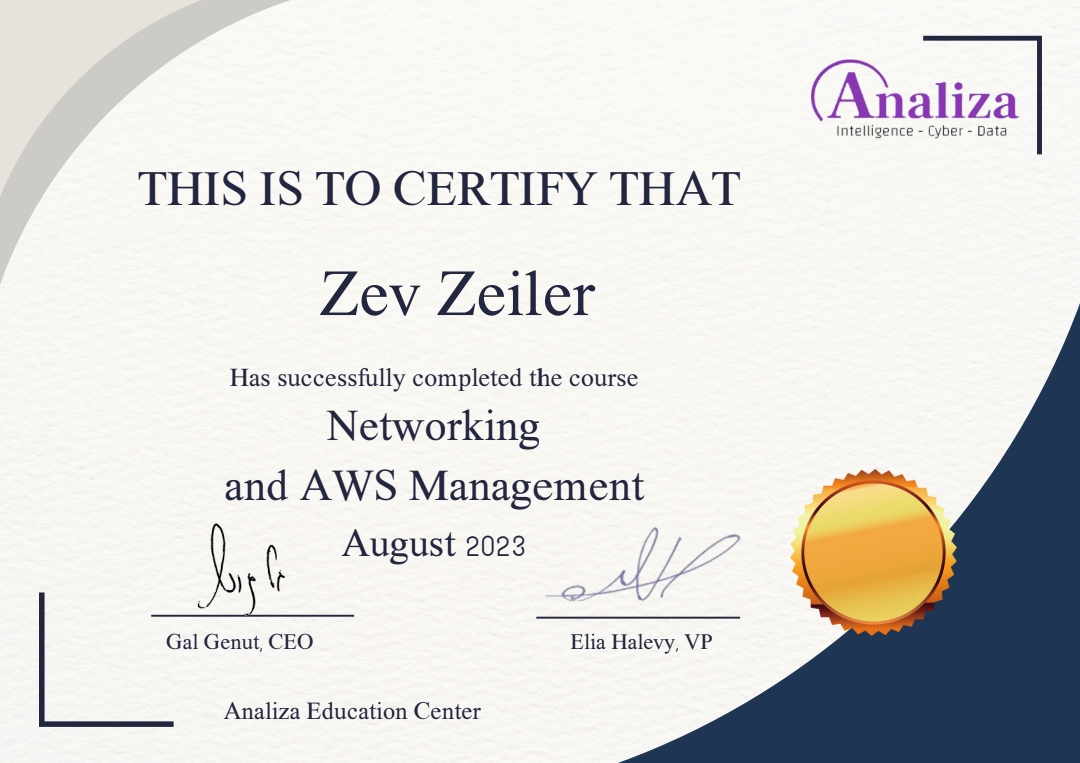 Analiza
Intelligence - Cyber - Data
THIS IS TO CERTIFY THAT
Zev Zeiler
Has successfully completed the course
Networking
and AWS Management
August 2023
Gal Genut, CEO
Elia Halevy, VP
Analiza Education Center